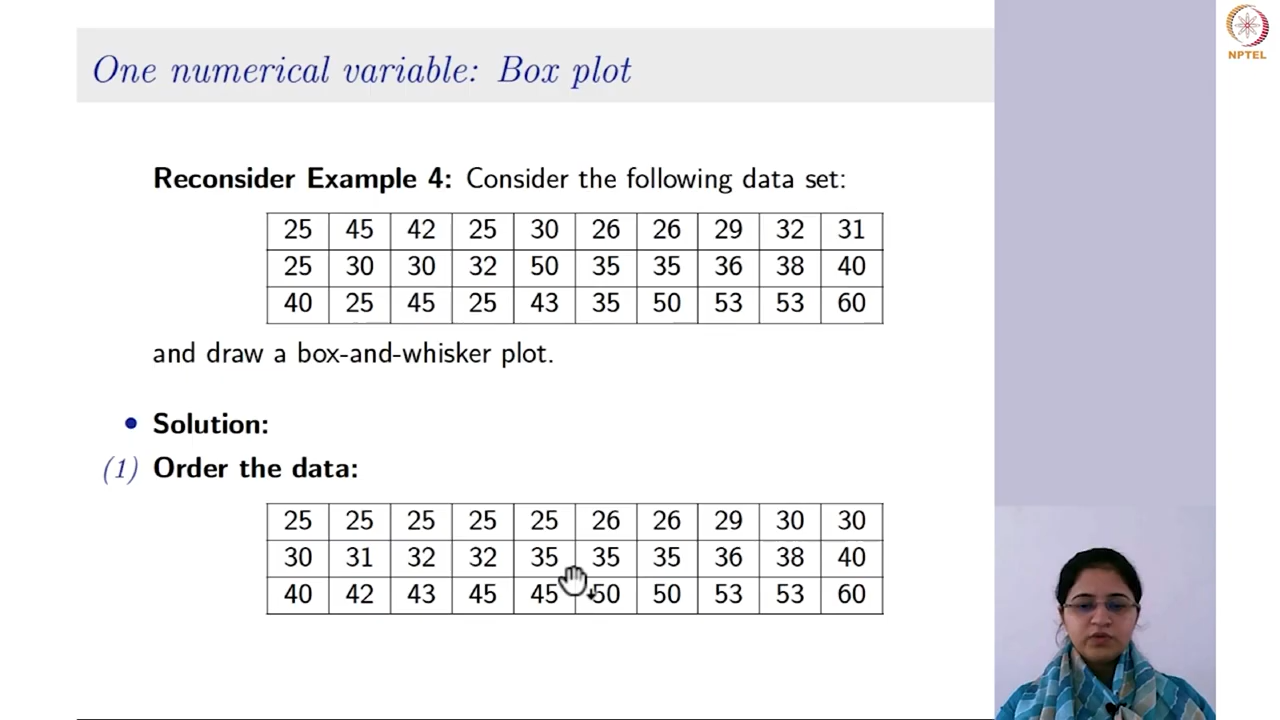 One numerical variable: Box plot
NPTEL
Reconsider Example 4: Consider the following data set:
25 45 42 25 30 26 26 29 32 31
25 30 30 32 50 35 35 36 38 40
40 25 45 25 43 35 50 53 53 60
and draw a box-and-whisker plot.
• Solution:
(1) Order the data:
25 25 25 25 25 26 26 29 30 30
30 31 32 32 35 35 35 36 38 40
40 42 43 45 45 50 50 53 53 60